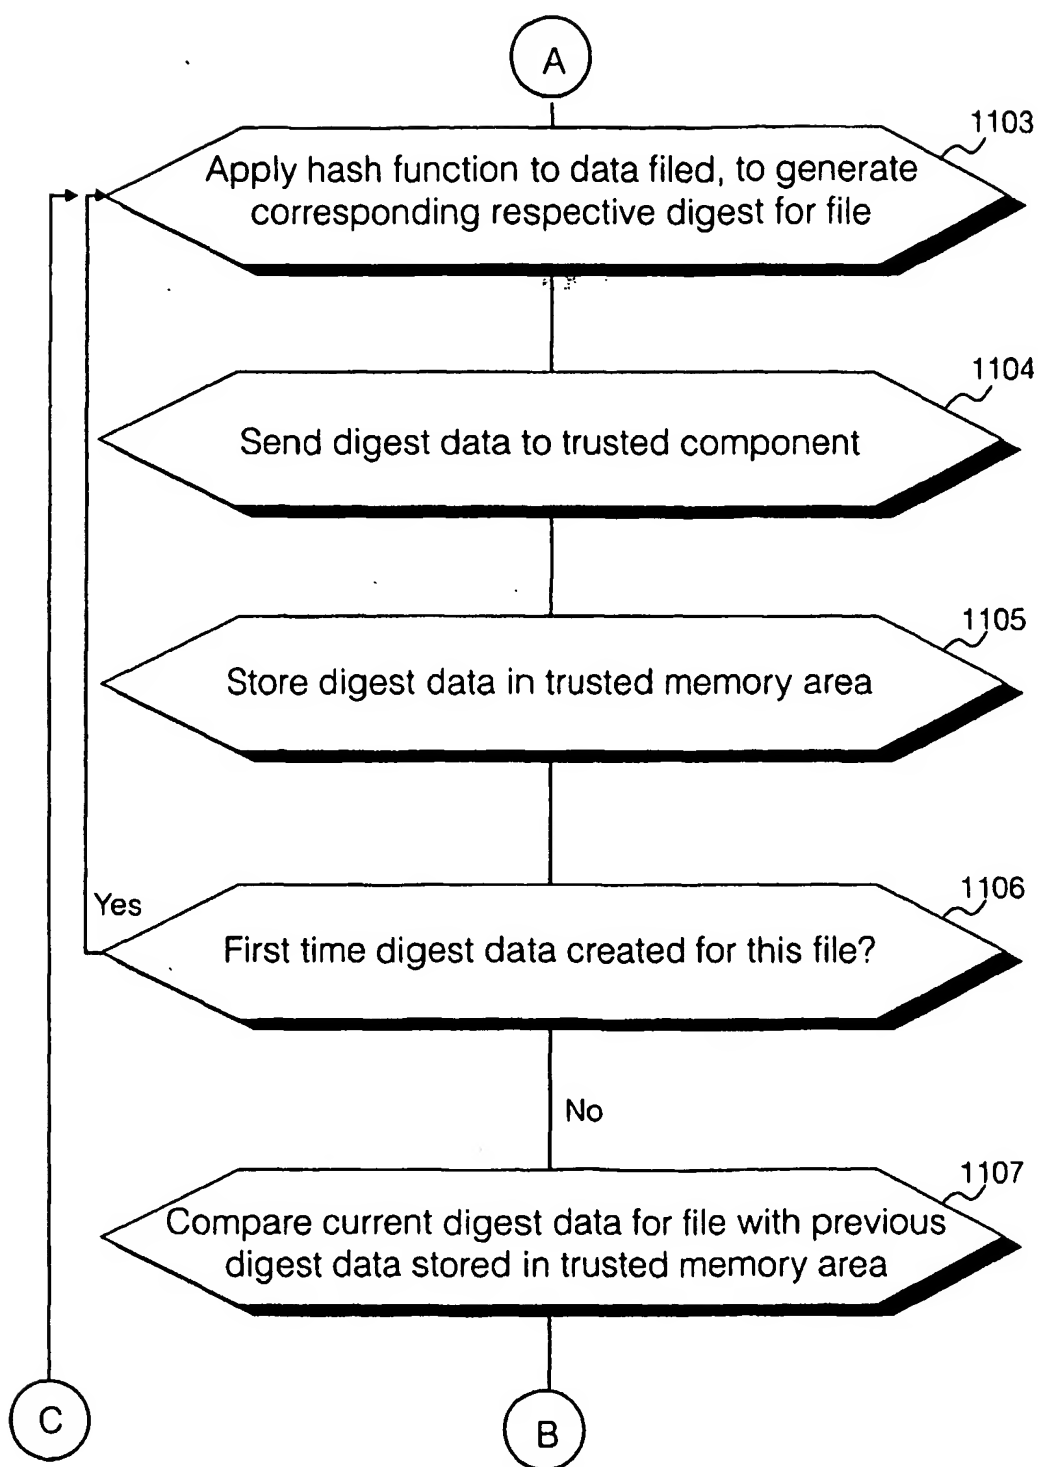 A
1103
Apply hash function to data filed, to generate
corresponding respective digest for file
1104
Send digest data to trusted component
1105
Store digest data in trusted memory area
1106
Yes
First time digest data created for this file?
No
1107
Compare current digest data for file with previous
digest data stored in trusted memory area
C
B